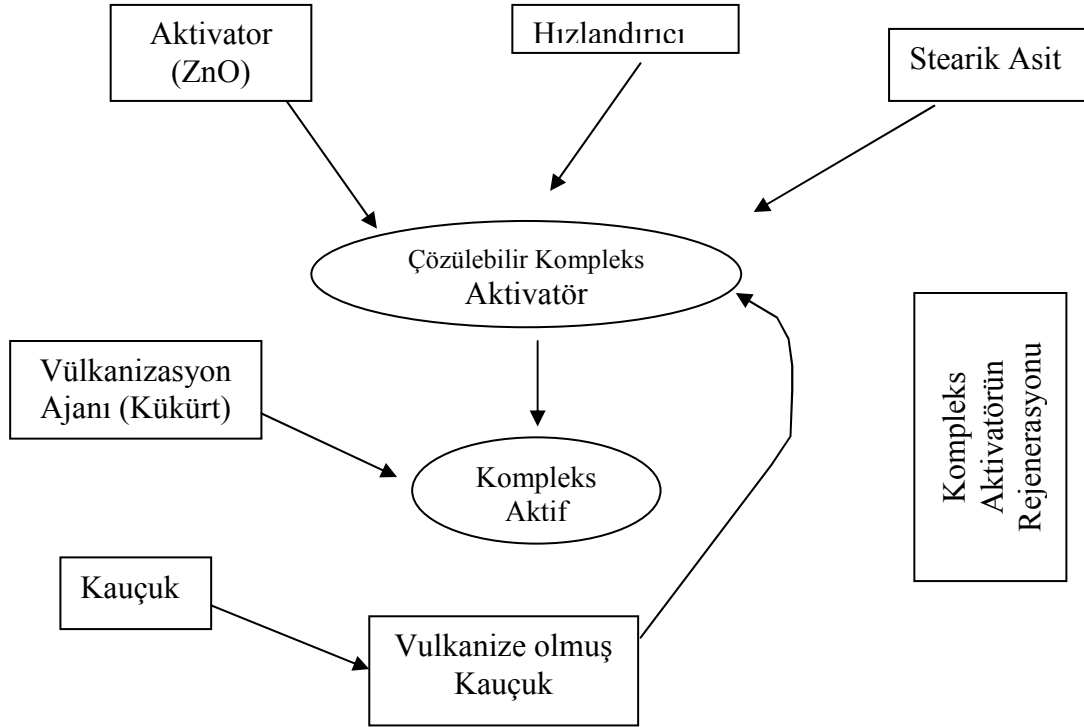 Aktivator
(ZnO)
Hızlandırıcı
Stearik Asit
Çözülebilir Kompleks
Aktivatör
Vülkanizasyon
Ajanı (Kükürt)
Kompleks
Aktif
Kompleks
Aktivatörün
Rejenerasyonu
Kauçuk
Vulkanize olmuş
Kauçuk